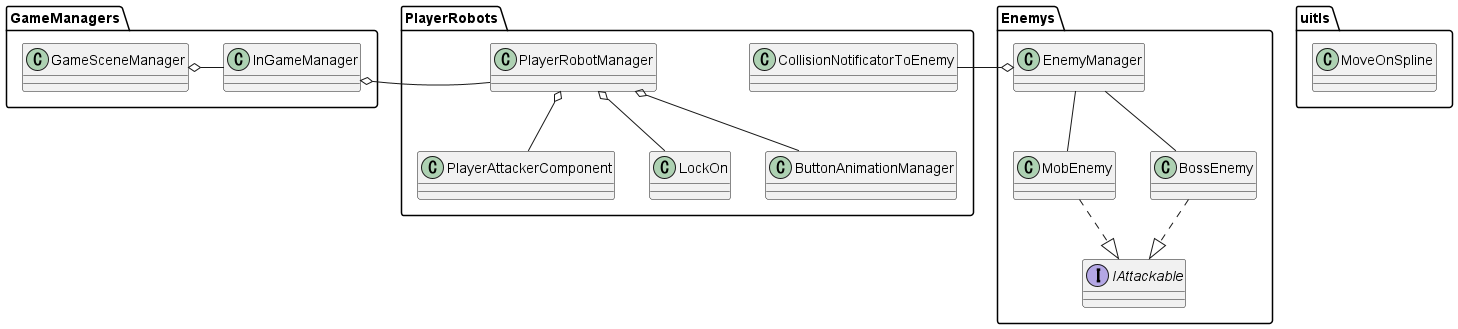 GameManagers
C GameSceneManager
C InGameManager
PlayerRobots
C PlayerRobotManager
C CollisionNotificatorToEnemy
C PlayerAttackerComponent
C LockOn
C ButtonAnimationManager
Enemys
C EnemyManager
C MobEnemy
C BossEnemy
I IAttackable
uitls
C MoveOnSpline